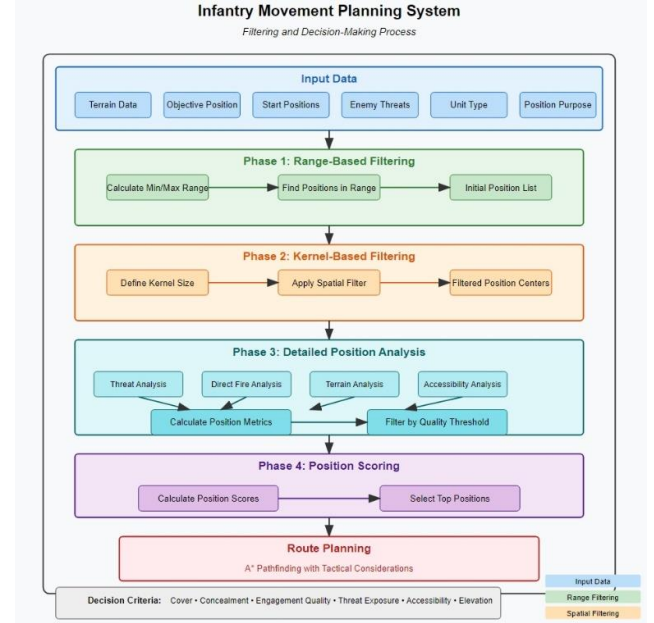 Infantry Movement Planning System
Filtering and Decision-Making Process
Input Data
Terrain Data Objective Position Start Positions Enemy Threats Unit Type Position Purpose
Phase 1: Range-Based Filtering
Calculate Min/Max Range Find Positions in Range Initial Position List
Phase 2: Kernel-Based Filtering
Define Kernel Size Apply Spatial Filter Filtered Position Centers
Phase 3: Detailed Position Analysis
Threat Analysis Direct Fire Analysis Terrain Analysis Accessibility Analysis
Calculate Position Metrics Filter by Quality Threshold
Phase 4: Position Scoring
Calculate Position Scores Select Top Positions
Route Planning
A* Pathfinding with Tactical Considerations
Input Data
Range Filtering
Spatial Filtering
Decision Criteria: Cover • Concealment • Engagement Quality • Threat Exposure • Accessibility • Elevation